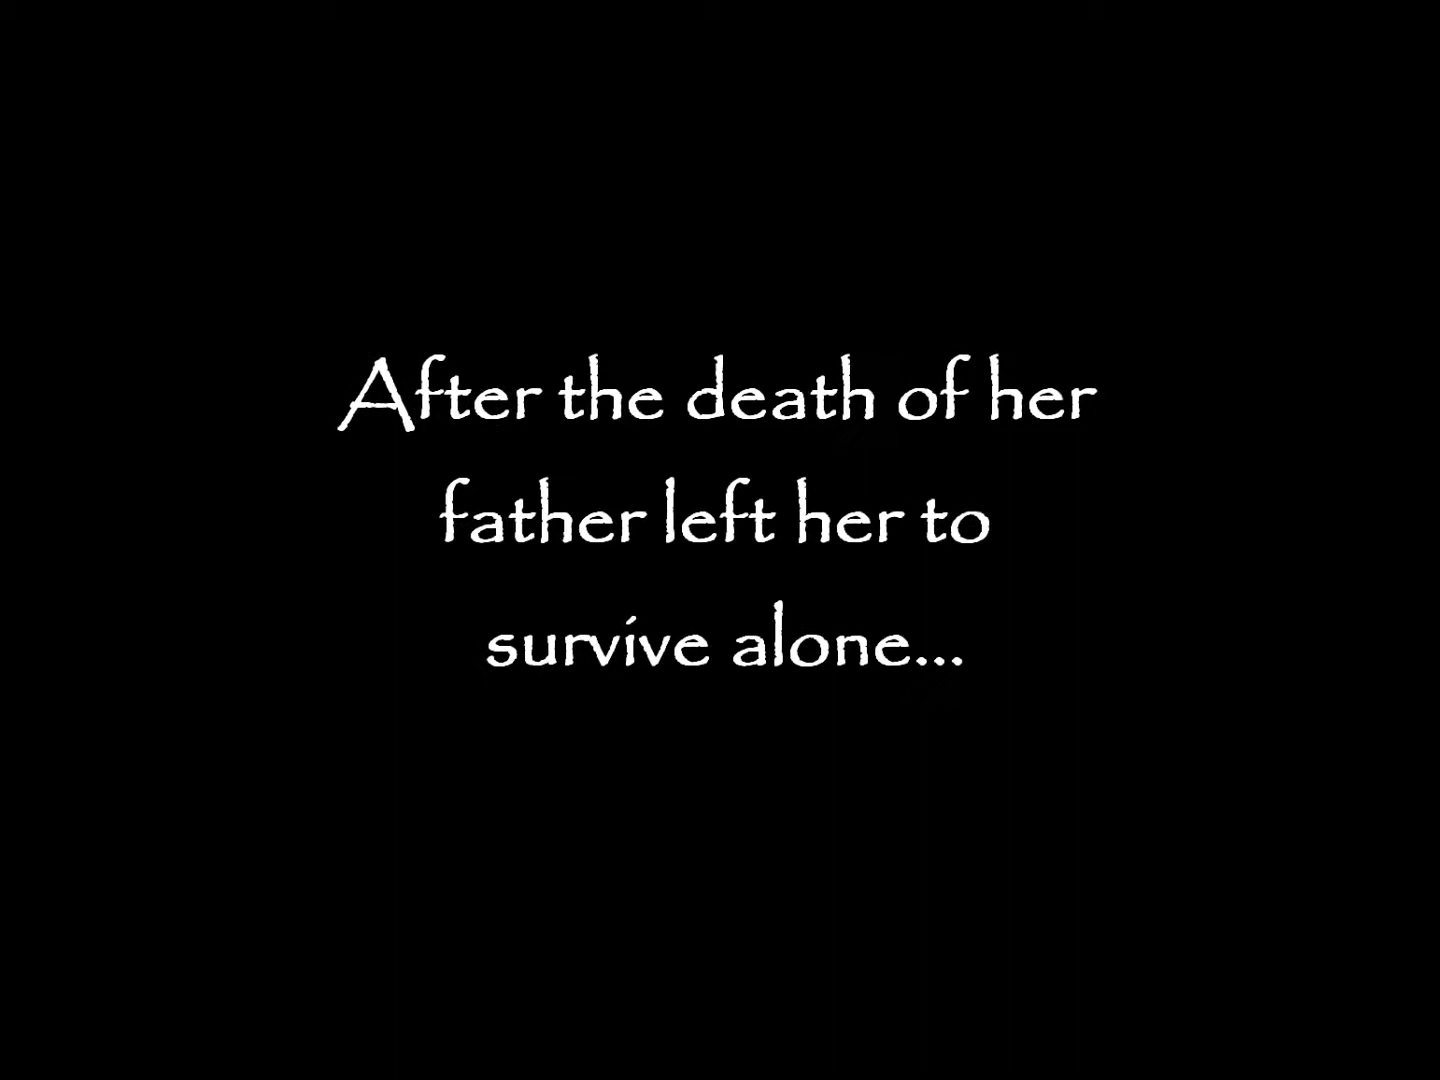 After the death of her
father left her to
survive alone...